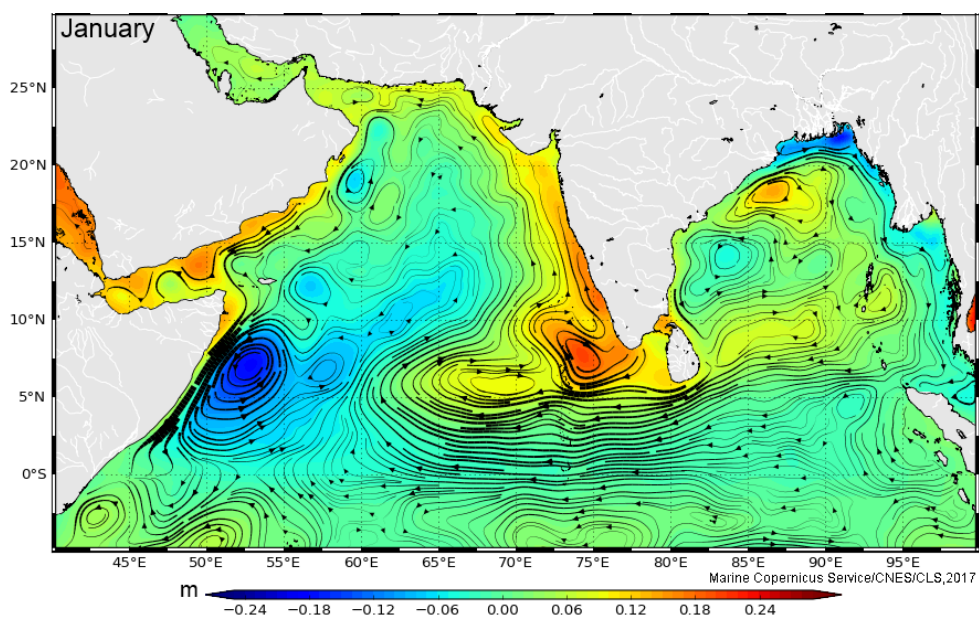 January
25°N
20°N
15°N
10°N
5°N
0°S
45°E 50°E 55°E 60°E 65°E 70°E 75°E 80°E 85°E 90°E 95°E
Marine Copernicus Service/CNES/CLS,2017
m
−0.24 −0.18 −0.12 −0.06 0.00 0.06 0.12 0.18 0.24